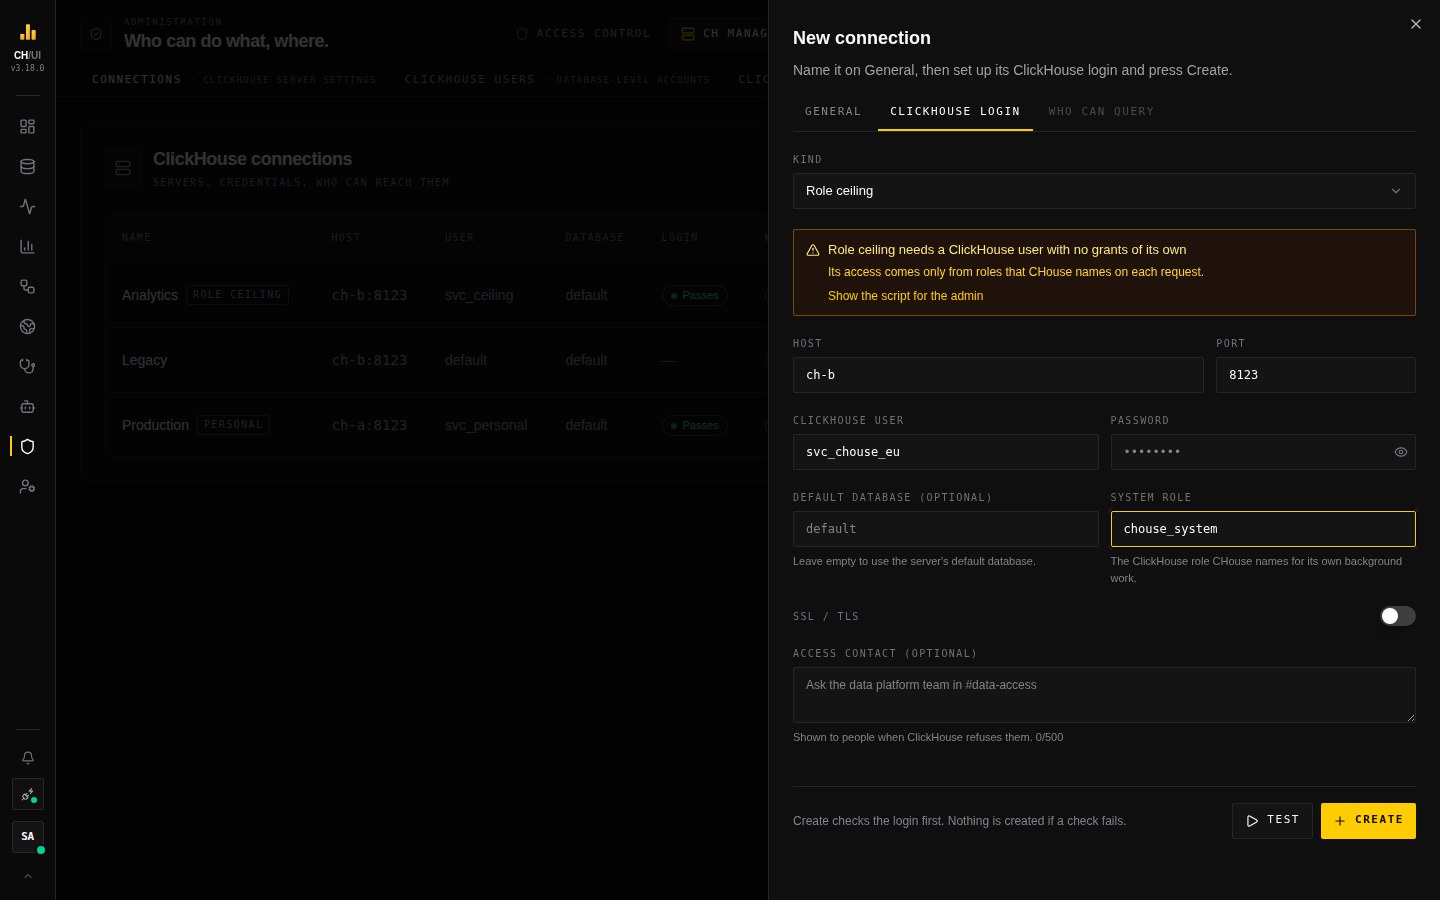 CH/UI
v3.18.0
SA
ADMINISTRATION
Who can do what, where.
ACCESS CONTROL
CH MANAG
CONNECTIONS · CLICKHOUSE SERVER SETTINGS
CLICKHOUSE USERS · DATABASE-LEVEL ACCOUNTS
CLIC
ClickHouse connections
SERVERS, CREDENTIALS, WHO CAN REACH THEM
NAME HOST USER DATABASE LOGIN
Analytics ROLE CEILING ch-b:8123 svc_ceiling default Passes
Legacy ch-b:8123 default default —
Production PERSONAL ch-a:8123 svc_personal default Passes
New connection
Name it on General, then set up its ClickHouse login and press Create.
GENERAL CLICKHOUSE LOGIN WHO CAN QUERY
KIND
Role ceiling
Role ceiling needs a ClickHouse user with no grants of its own
Its access comes only from roles that CHouse names on each request.
Show the script for the admin
HOST PORT
ch-b 8123
CLICKHOUSE USER PASSWORD
svc_chouse_eu ••••••••
DEFAULT DATABASE (OPTIONAL) SYSTEM ROLE
default chouse_system
Leave empty to use the server's default database.
The ClickHouse role CHouse names for its own background
work.
SSL / TLS
ACCESS CONTACT (OPTIONAL)
Ask the data platform team in #data-access
Shown to people when ClickHouse refuses them. 0/500
Create checks the login first. Nothing is created if a check fails.
TEST
CREATE